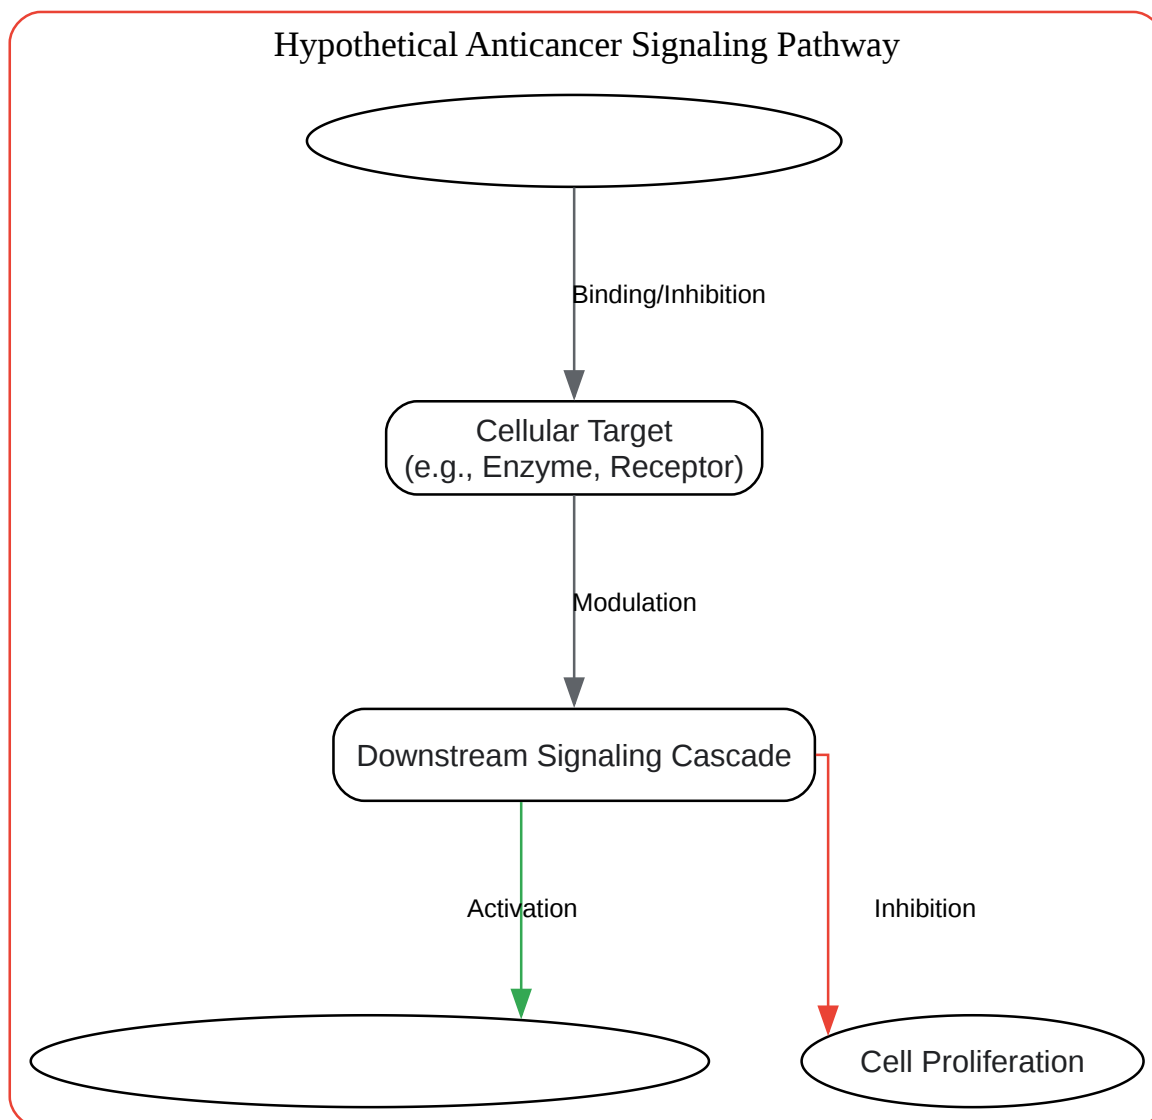 Hypothetical Anticancer Signaling Pathway
Binding/Inhibition
Cellular Target
(e.g., Enzyme, Receptor)
Modulation
Downstream Signaling Cascade
Activation
Inhibition
Cell Proliferation